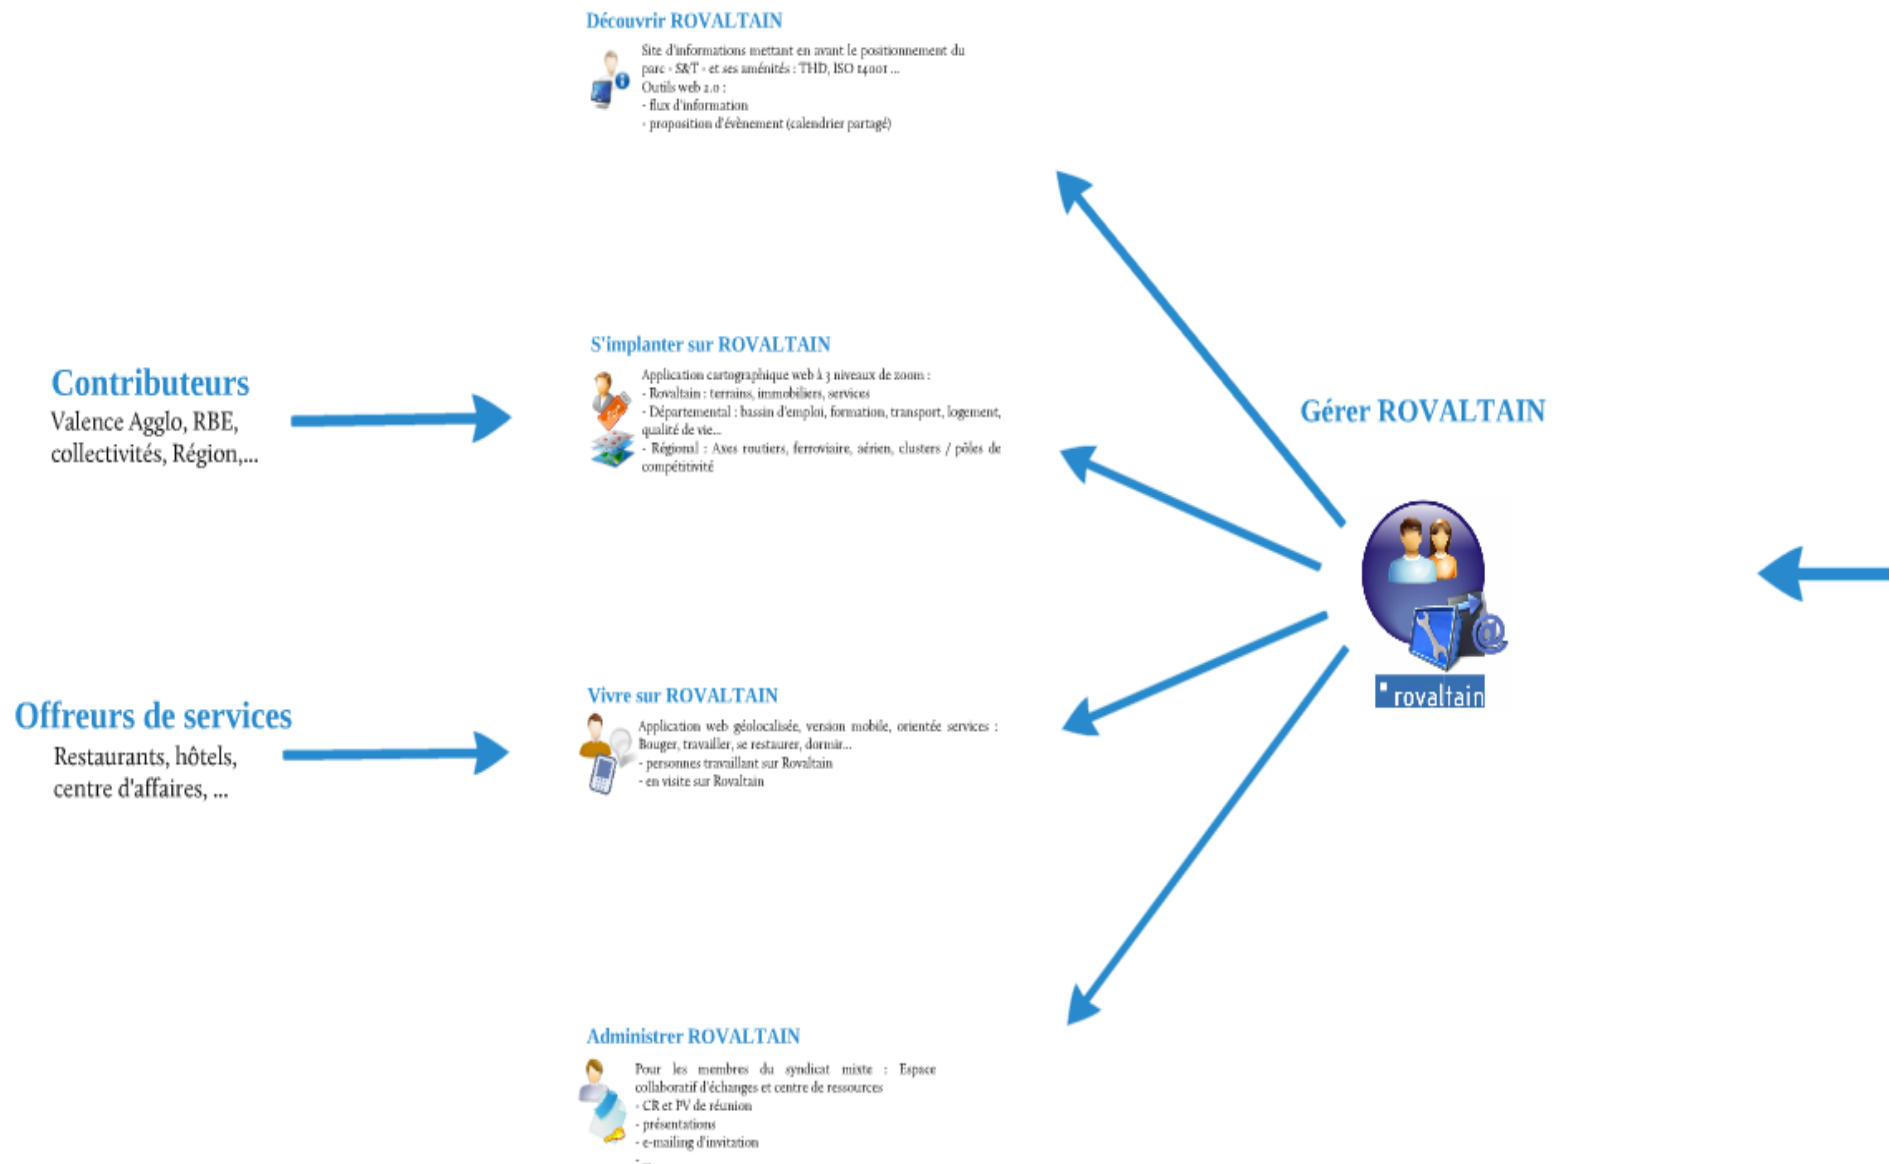 Découvrir ROVALTAIN
Site d'informations mettant en avant le positionnement du
parc - S&T - et ses aménités : THD, ISO 14001 ...
Outils web 2.0 :
- flux d'information
- proposition d'évènement (calendrier partagé)
S'implanter sur ROVALTAIN
Application cartographique web à 3 niveaux de zoom :
- Rovaltain : terrains, immobiliers, services
- Départemental : bassin d'emploi, formation, transport, logement,
qualité de vie...
- Régional : Axes routiers, ferroviaire, aérien, clusters / pôles de
compétitivité
Contributeurs
Valence Agglo, RBE,
collectivités, Région,...
Gérer ROVALTAIN
rovaltain
Offreurs de services
Restaurants, hôtels,
centre d'affaires, ...
Vivre sur ROVALTAIN
Application web géolocalisée, version mobile, orientée services :
Bouger, travailler, se restaurer, dormir...
- personnes travaillant sur Rovaltain
- en visite sur Rovaltain
Administrer ROVALTAIN
Pour les membres du syndicat mixte : Espace
collaboratif d'échanges et centre de ressources
- CR et PV de réunion
- présentations
- e-mailing d'invitation
- ...